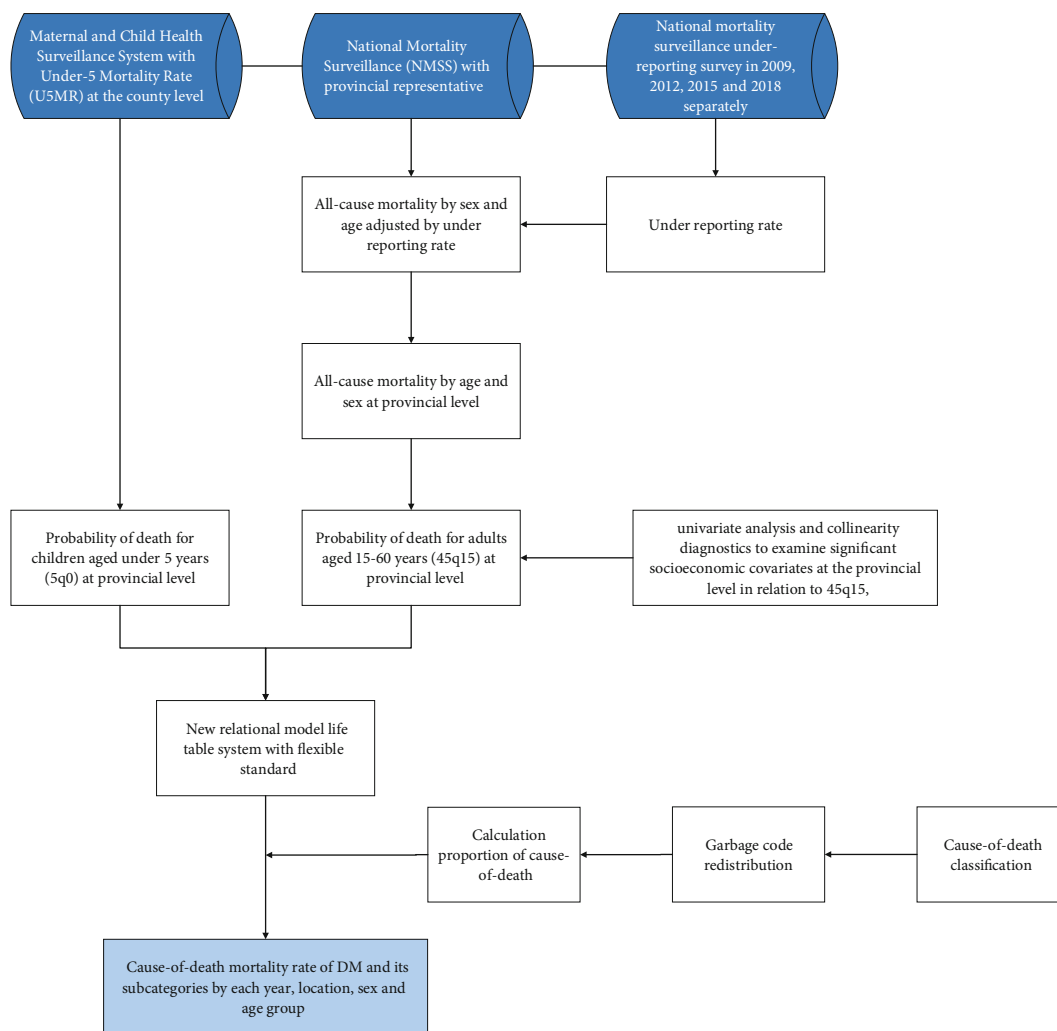 Maternal and Child Health
Surveillance System with
Under-5 Mortality Rate
(U5MR) at the county level
National Mortality
Surveillance (NMSS) with
provincial representative
National mortality
surveillance under-
reporting survey in 2009,
2012, 2015 and 2018
separately
All-cause mortality by sex and
age adjusted by under
reporting rate
Under reporting rate
All-cause mortality by age and
sex at provincial level
Probability of death for
children aged under 5 years
(5q0) at provincial level
Probability of death for adults
aged 15-60 years (45q15) at
provincial level
univariate analysis and collinearity
diagnostics to examine significant
socioeconomic covariates at the
provincial level in relation to 45q15,
New relational model life
table system with flexible
standard
Calculation
proportion of cause-
of-death
Garbage code
redistribution
Cause-of-death
classification
Cause-of-death mortality rate of DM and its
subcategories by each year, location, sex and
age group